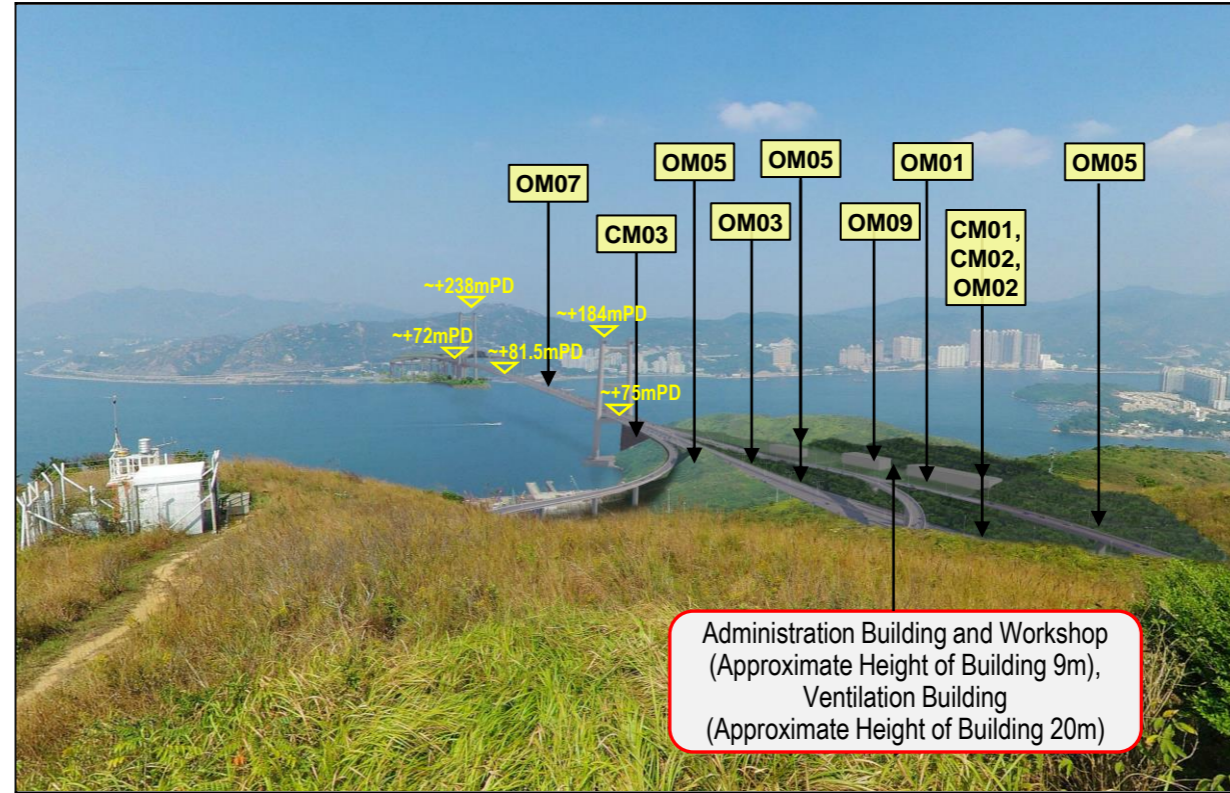 OM05
OM05
OM01
OM05
OM07
CM03
OM03
OM09
CM01,
CM02,
OM02
~+238mPD
~+184mPD
~+72mPD
~+81.5mPD
~+75mPD
Administration Building and Workshop
(Approximate Height of Building 9m),
Ventilation Building
(Approximate Height of Building 20m)